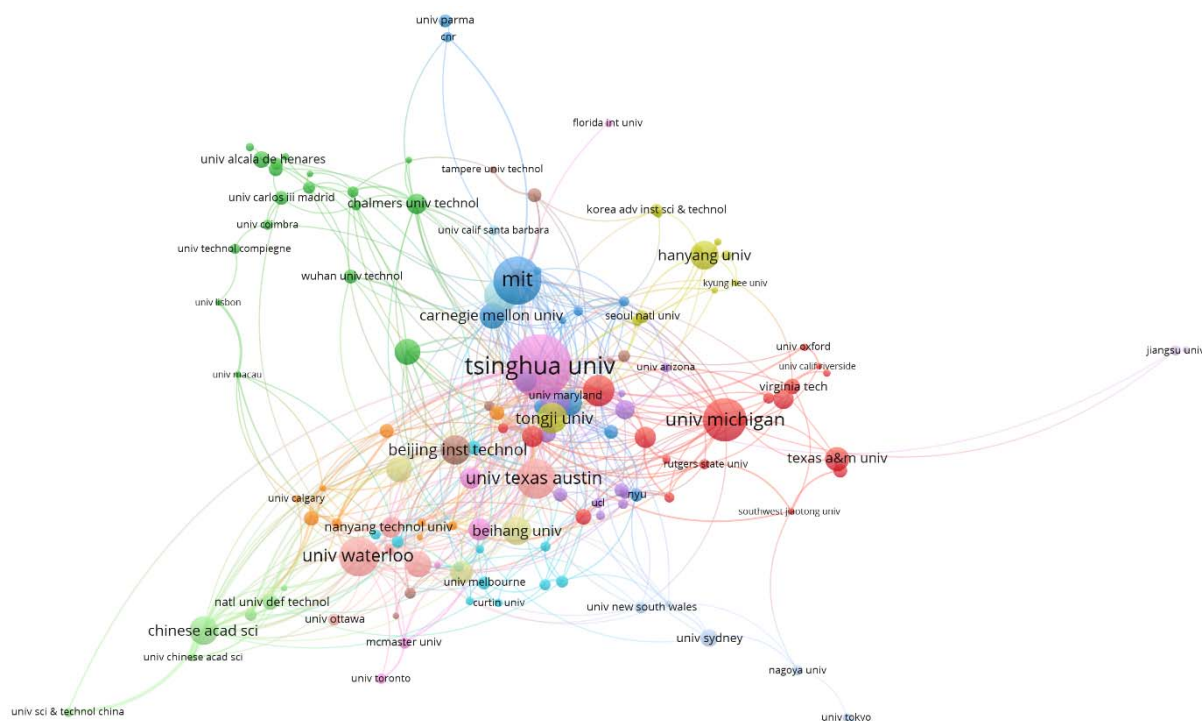 univ parma
cnr
florida int univ
univ alcala de henares
tampere univ technol
univ carlos iii madrid
chalmers univ technol
korea adv inst sci & technol
univ coimbra
univ calif santa barbara
univ technol compiegne
hanyang univ
wuhan univ technol
mit
kyung hee univ
univ lisbon
carnegie mellon univ
seoul natl univ
univ oxford
jiangsu univ
tsinghua univ
univ arizona
univ calif riverside
univ macau
virginia tech
univ maryland
tongji univ
univ michigan
beijing inst technol
texas a&m univ
rutgers state univ
univ texas austin
univ calgary
ucl
nyu
southwest jiaotong univ
nanyang technol univ
beihang univ
univ waterloo
univ melbourne
natl univ def technol
curtin univ
univ new south wales
univ ottawa
chinese acad sci
univ sydney
mcmaster univ
univ chinese acad sci
nagoya univ
univ toronto
univ sci & technol china
univ tokyo